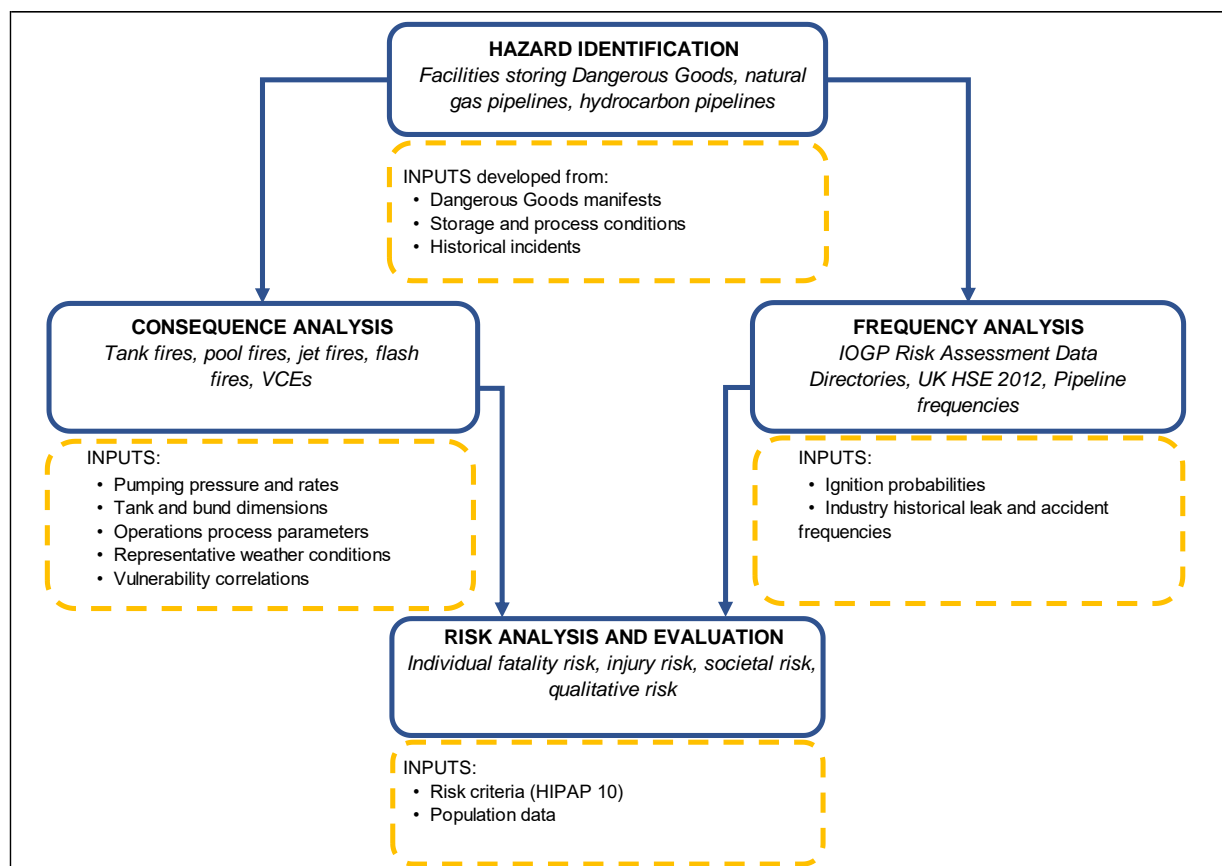 HAZARD IDENTIFICATION
Facilities storing Dangerous Goods, natural
gas pipelines, hydrocarbon pipelines
INPUTS developed from:
• Dangerous Goods manifests
• Storage and process conditions
• Historical incidents
CONSEQUENCE ANALYSIS
Tank fires, pool fires, jet fires, flash
fires, VCEs
INPUTS:
• Pumping pressure and rates
• Tank and bund dimensions
• Operations process parameters
• Representative weather conditions
• Vulnerability correlations
FREQUENCY ANALYSIS
IOGP Risk Assessment Data
Directories, UK HSE 2012, Pipeline
frequencies
INPUTS:
• Ignition probabilities
• Industry historical leak and accident
frequencies
RISK ANALYSIS AND EVALUATION
Individual fatality risk, injury risk, societal risk,
qualitative risk
INPUTS:
• Risk criteria (HIPAP 10)
• Population data